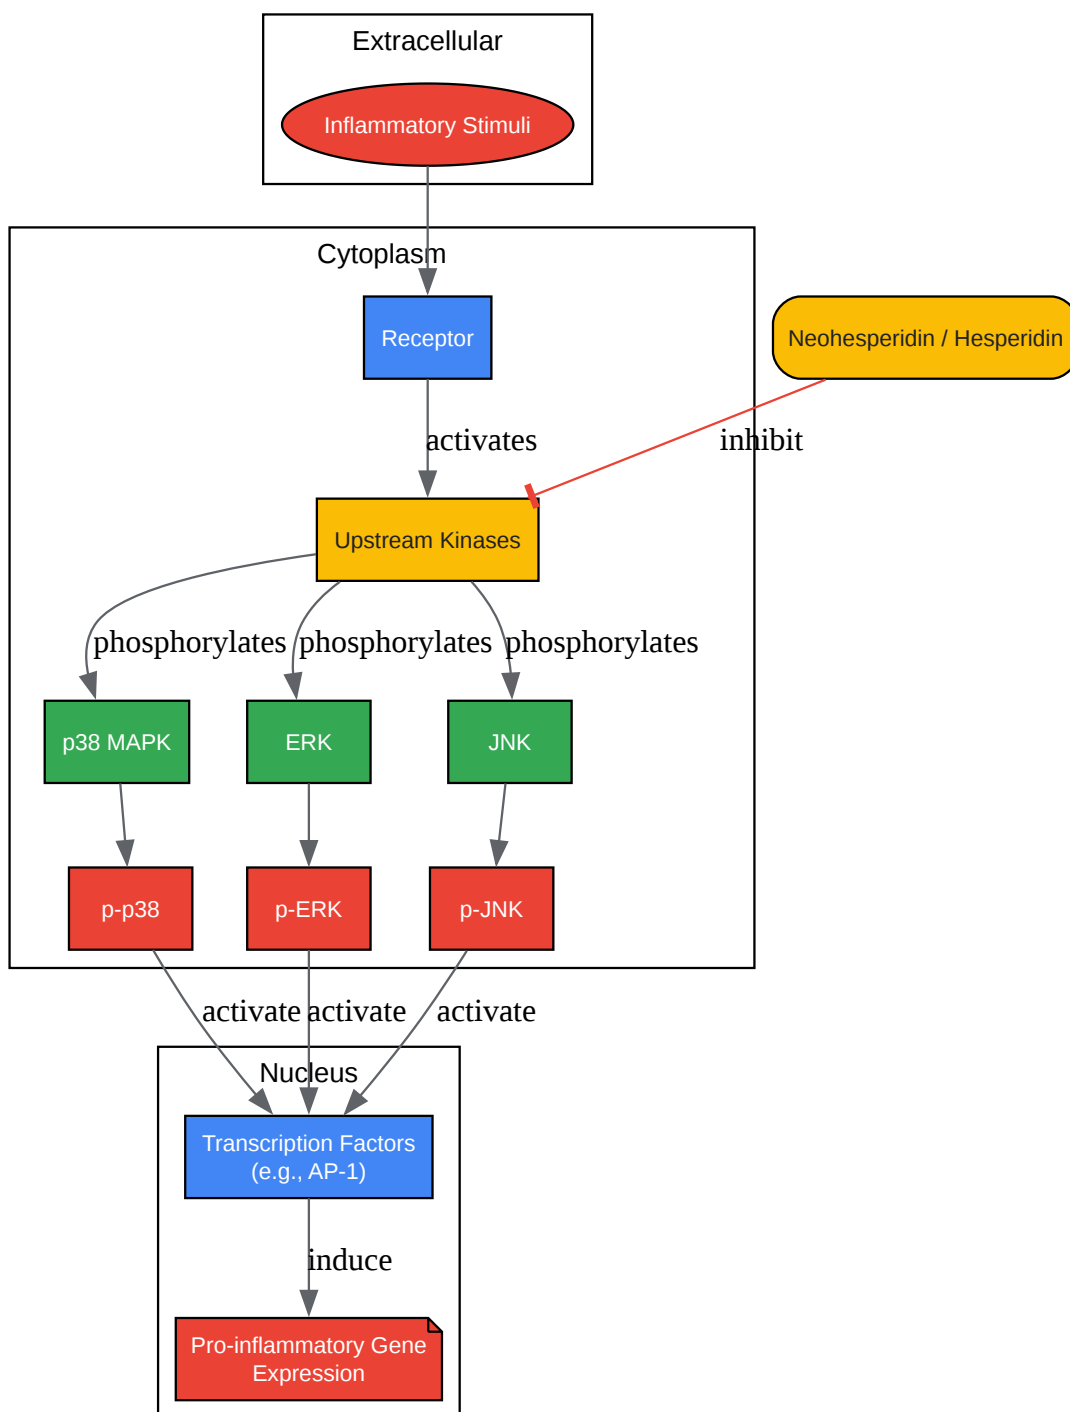 Extracellular
Inflammatory Stimuli
Cytoplasm
Receptor
Neohesperidin / Hesperidin
activates
inhibit
Upstream Kinases
phosphorylates
phosphorylates
phosphorylates
p38 MAPK
ERK
JNK
p-p38
p-ERK
p-JNK
activate
activate
activate
Nucleus
Transcription Factors
(e.g., AP-1)
induce
Pro-inflammatory Gene
Expression